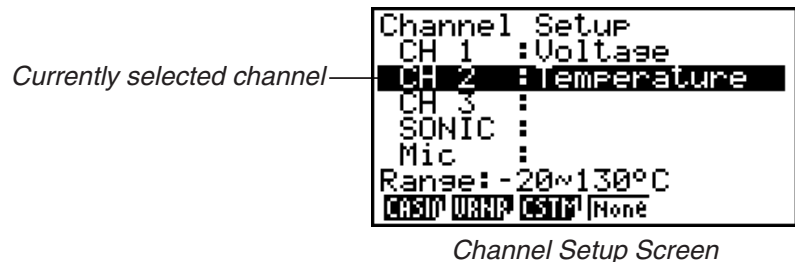 Channel Setup
CH 1 :Voltage
Currently selected channel
CH 2 :Temperature
CH 3 :
SONIC :
Mic :
Range:-20~130°C
CASIO VRNR CSTM None
Channel Setup Screen